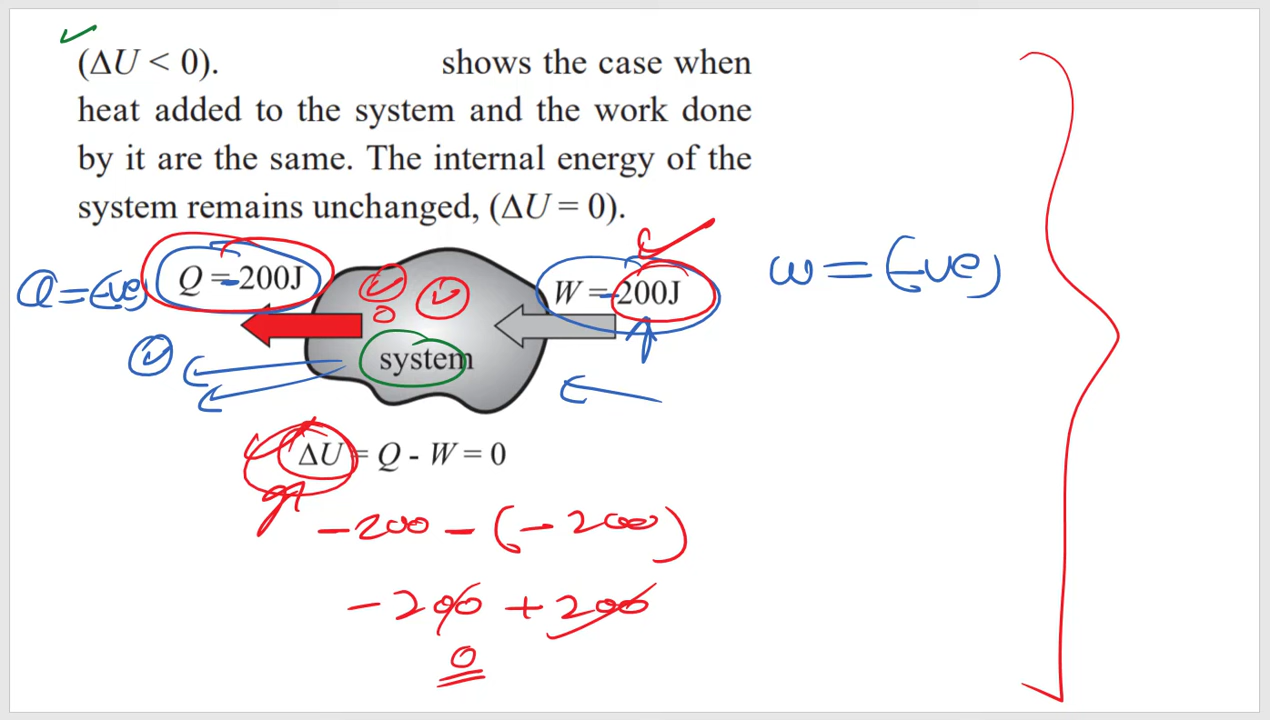 (ΔU < 0). shows the case when
heat added to the system and the work done
by it are the same. The internal energy of the
system remains unchanged, (ΔU = 0).
Q = -200J
W = -200J
W = (-ve)
Q = (-ve)
0
system
ΔU = Q - W = 0
-200 - (-200)
-200 + 200
0